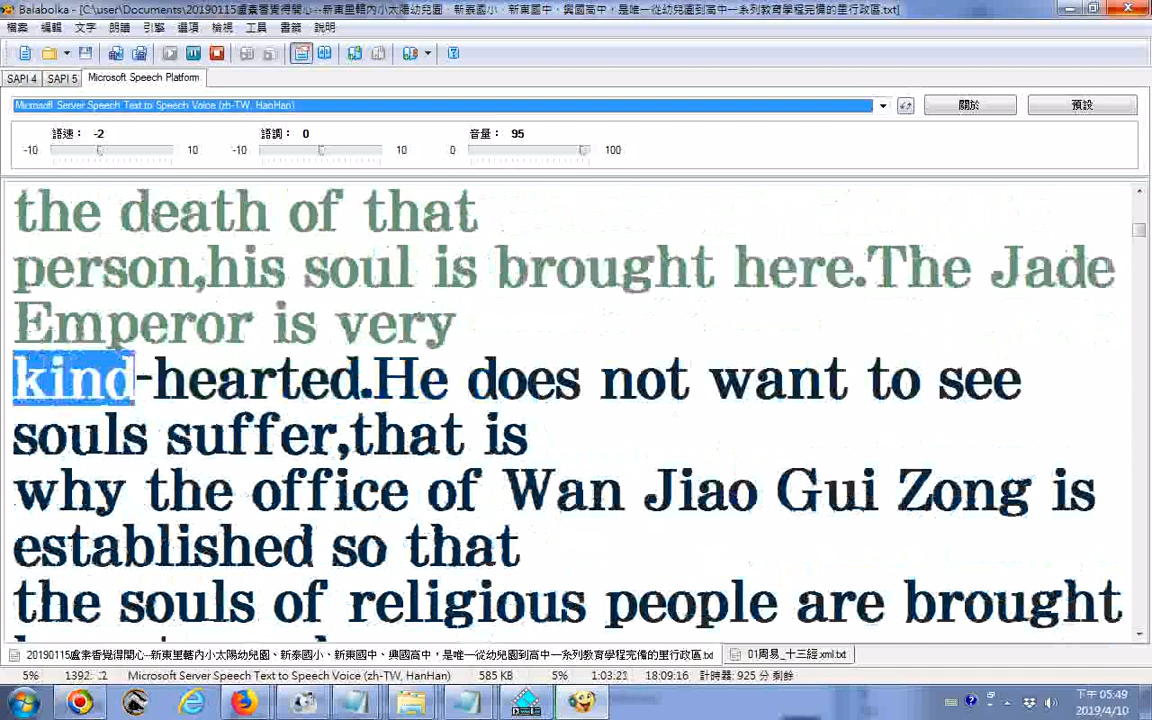 Balabolka - [C:\user\Documents\20190115盧素香覺得開心--新東里轄內小太陽幼兒園、新泰國小、新東國中、興國高中，是唯一從幼兒園到高中一系列教育學程完備的里行政區.txt]
檔案 編輯 文字 朗讀 引擎 選項 檢視 工具 書籤 說明
SAPI 4 SAPI 5 Microsoft Speech Platform
Microsoft Server Speech Text to Speech Voice (zh-TW, HanHan) 關於 預設
語速： -2 語調： 0 音量： 95
-10 10 -10 10 0 100
the death of that
person,his soul is brought here.The Jade
Emperor is very
kind-hearted.He does not want to see
souls suffer,that is
why the office of Wan Jiao Gui Zong is
established so that
the souls of religious people are brought
20190115盧素香覺得開心--新東里轄內小太陽幼兒園、新泰國小、新東國中、興國高中，是唯一從幼兒園到高中一系列教育學程完備的里行政區.txt 01周易_十三經.xml.txt
5% Microsoft Server Speech Text to Speech Voice (zh-TW, HanHan) 585 KB 5% 1:03:21 18:09:16 計時器: 925 分 剩餘
下午 05:49
2019/4/10